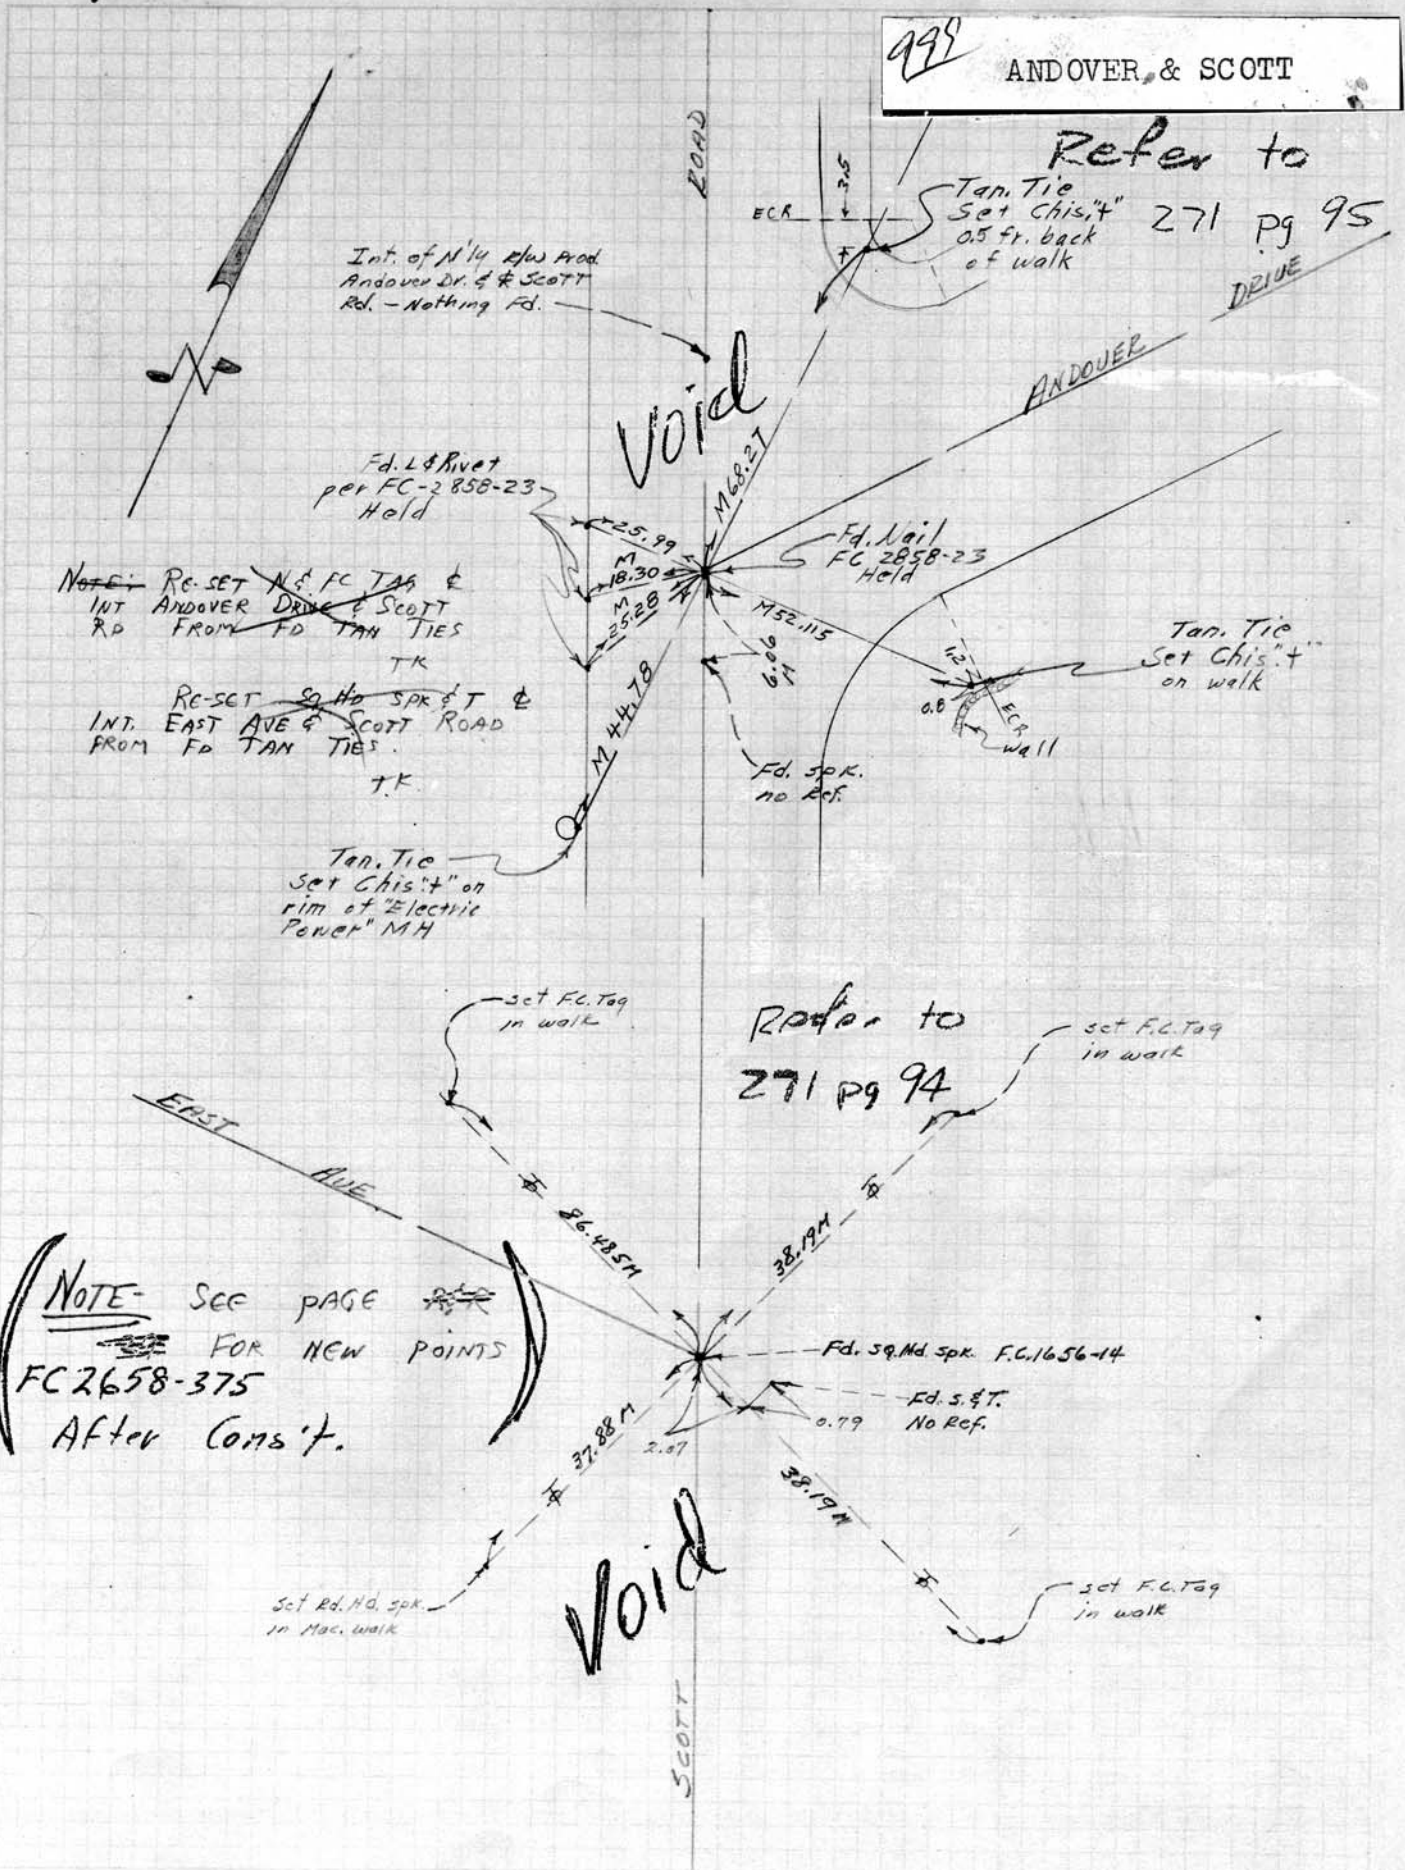 999
ANDOVER & SCOTT
Refer to
271 pg 95
ROAD
ECR
3.5
Tan. Tie
Set Chis."+"
0.5 fr. back
of walk
Int. of N'ly R/W Prod.
Andover Dr. & ℄ SCOTT
Rd. - Nothing Fd.
DRIVE
ANDOVER
Void
M 68.27
Fd. L & Rivet
per FC-2858-23
Held
25.99
M
18.30
M
25.28
Fd. Nail
FC 2858-23
Held
NOTE: RE-SET N & FC TAG ℄
INT ANDOVER DRIVE & SCOTT
RD FROM FD TAN TIES
TK
RE-SET SQ HD SPK & T ℄
INT. EAST AVE & SCOTT ROAD
FROM FD TAN TIES.
T.K.
M52.115
6.06
M
1.2
0.8
ECR
wall
Tan. Tie
Set Chis."+"
on walk
M 44.78
Fd. spk.
no Ref.
Tan. Tie
Set Chis."+" on
rim of "Electric
Power" MH
set F.C. Tag
in walk
Refer to
271 pg 94
set F.C. Tag
in walk
EAST
AVE
86.485M
38.19M
NOTE- SEE PAGE
FOR NEW POINTS
FC 2658-375
After Cons't.
Fd. sq. Hd. spk. F.C. 1656-14
Fd. S. & T.
No Ref.
0.79
2.07
37.88 M
38.19 M
Void
set Rd. Hd. spk.
in Mac. walk
set F.C. Tag
in walk
SCOTT